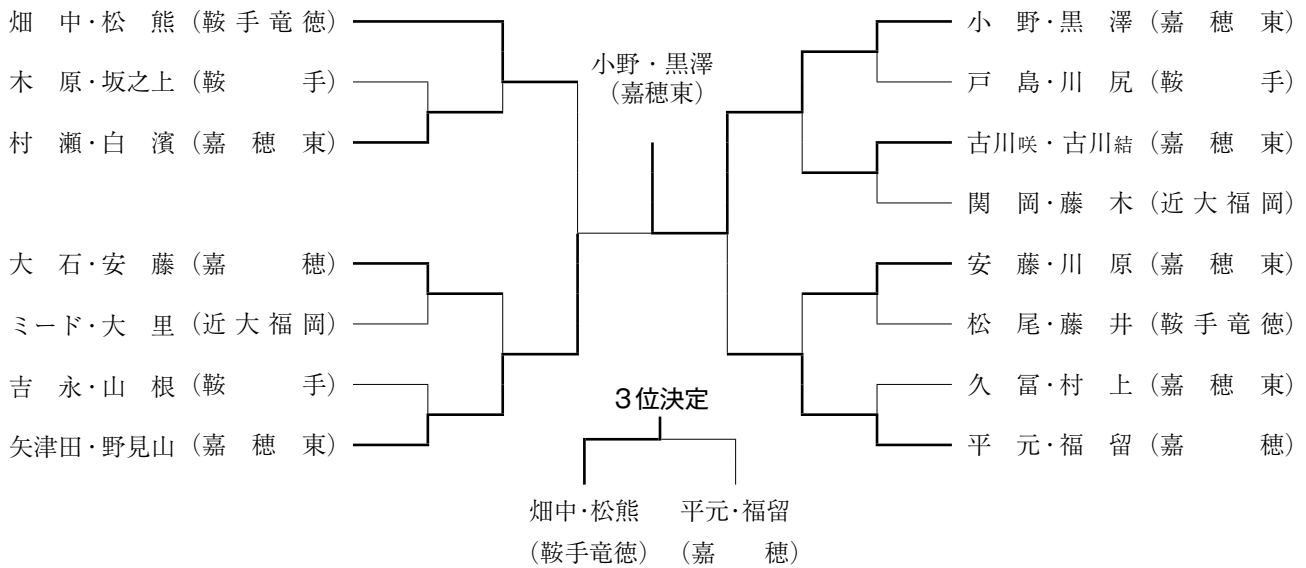 畑中・松熊（鞍手竜徳）
木原・坂之上（鞍手）
村瀬・白濱（嘉穂東）
大石・安藤（嘉穂）
ミード・大里（近大福岡）
吉永・山根（鞍手）
矢津田・野見山（嘉穂東）
小野・黒澤
（嘉穂東）
小野・黒澤（嘉穂東）
戸島・川尻（鞍手）
古川咲・古川結（嘉穂東）
関岡・藤木（近大福岡）
安藤・川原（嘉穂東）
松尾・藤井（鞍手竜徳）
久冨・村上（嘉穂東）
平元・福留（嘉穂）
3位決定
畑中・松熊 平元・福留
（鞍手竜徳）（嘉穂）